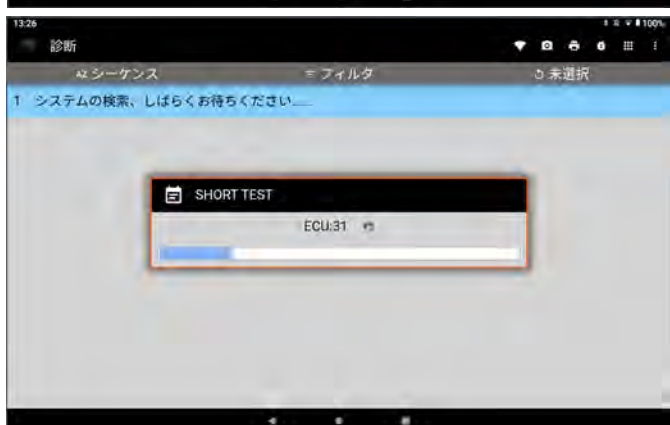 13:26 100%
診断
AZ シーケンス フィルタ 未選択
1 システムの検索、しばらくお待ちください......
SHORT TEST
ECU:31